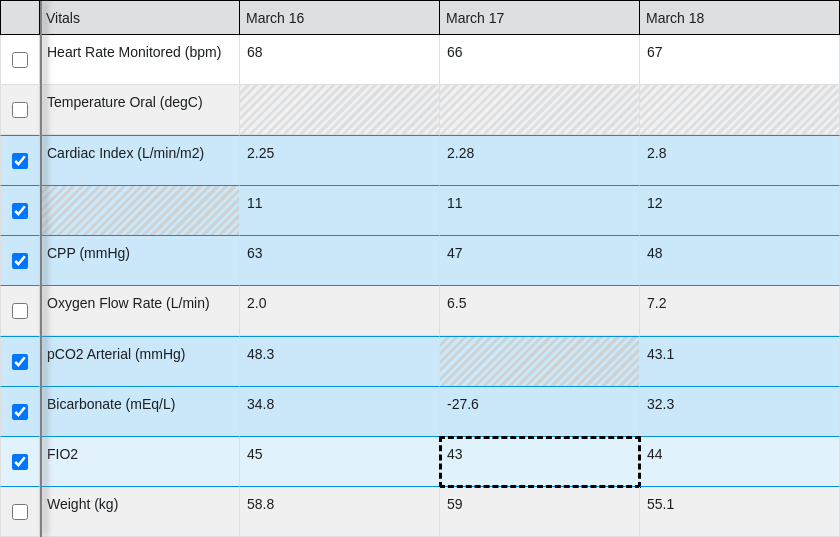 Vitals March 16 March 17 March 18
Heart Rate Monitored (bpm) 68 66 67
Temperature Oral (degC)
Cardiac Index (L/min/m2) 2.25 2.28 2.8
11 11 12
CPP (mmHg) 63 47 48
Oxygen Flow Rate (L/min) 2.0 6.5 7.2
pCO2 Arterial (mmHg) 48.3 43.1
Bicarbonate (mEq/L) 34.8 -27.6 32.3
FIO2 45 43 44
Weight (kg) 58.8 59 55.1